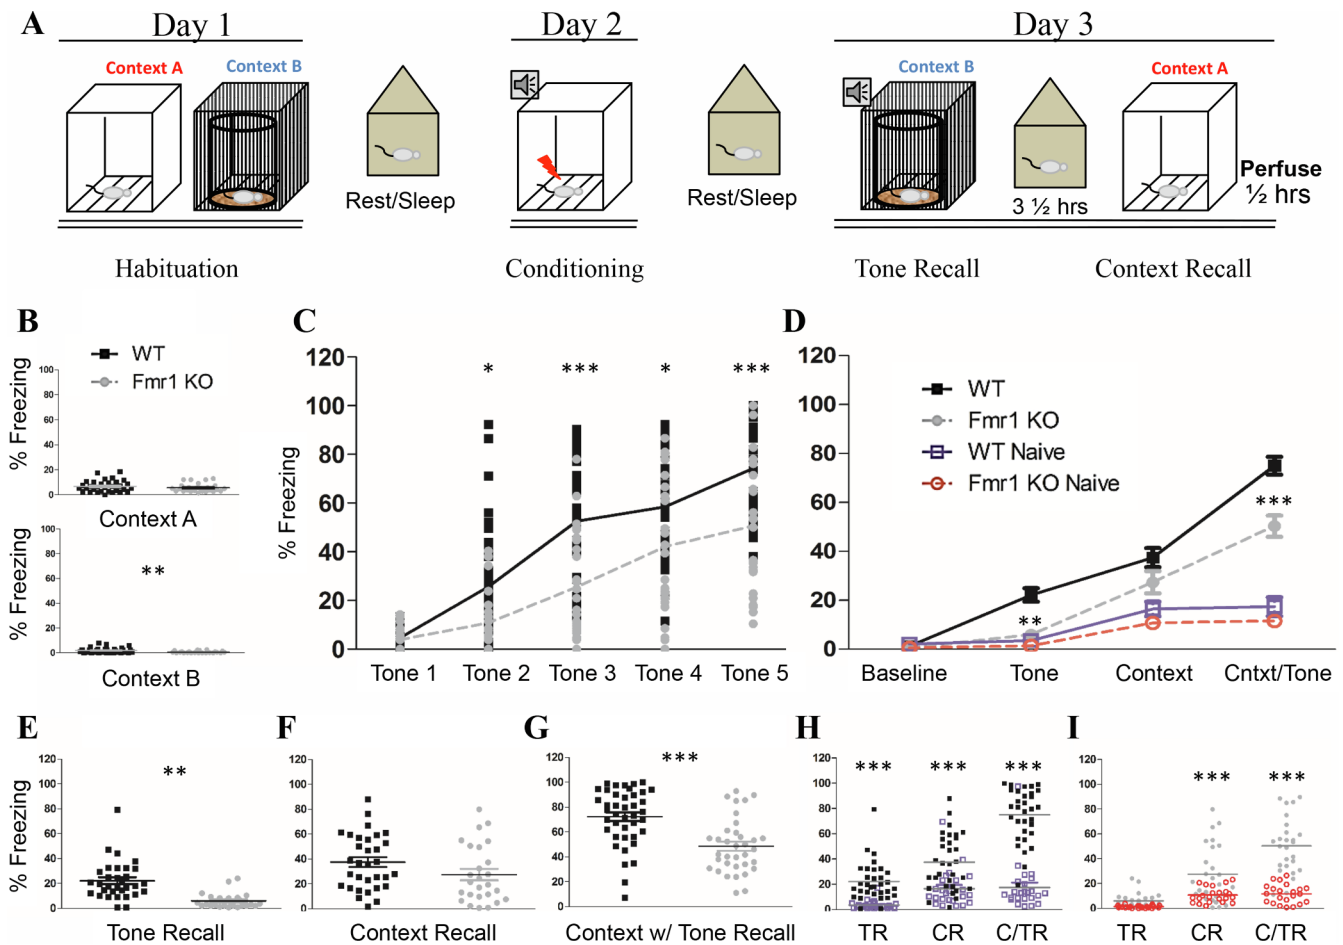 A
Day 1
Day 2
Day 3
Context A
Context B
Context B
Context A
Rest/Sleep
Rest/Sleep
3 ½ hrs
Perfuse
½ hrs
Habituation
Conditioning
Tone Recall
Context Recall
B
WT
Fmr1 KO
% Freezing
100
80
60
40
20
0
Context A
% Freezing
100
80
60
40
20
0
**
Context B
C
% Freezing
120
100
80
60
40
20
0
*
***
*
***
Tone 1
Tone 2
Tone 3
Tone 4
Tone 5
D
120
100
80
60
40
20
0
WT
Fmr1 KO
WT Naive
Fmr1 KO Naive
**
***
Baseline
Tone
Context
Cntxt/Tone
E
% Freezing
120
100
80
60
40
20
0
**
Tone Recall
F
120
100
80
60
40
20
0
Context Recall
G
120
100
80
60
40
20
0
***
Context w/ Tone Recall
H
120
100
80
60
40
20
0
***
***
***
TR
CR
C/TR
I
120
100
80
60
40
20
0
***
***
TR
CR
C/TR